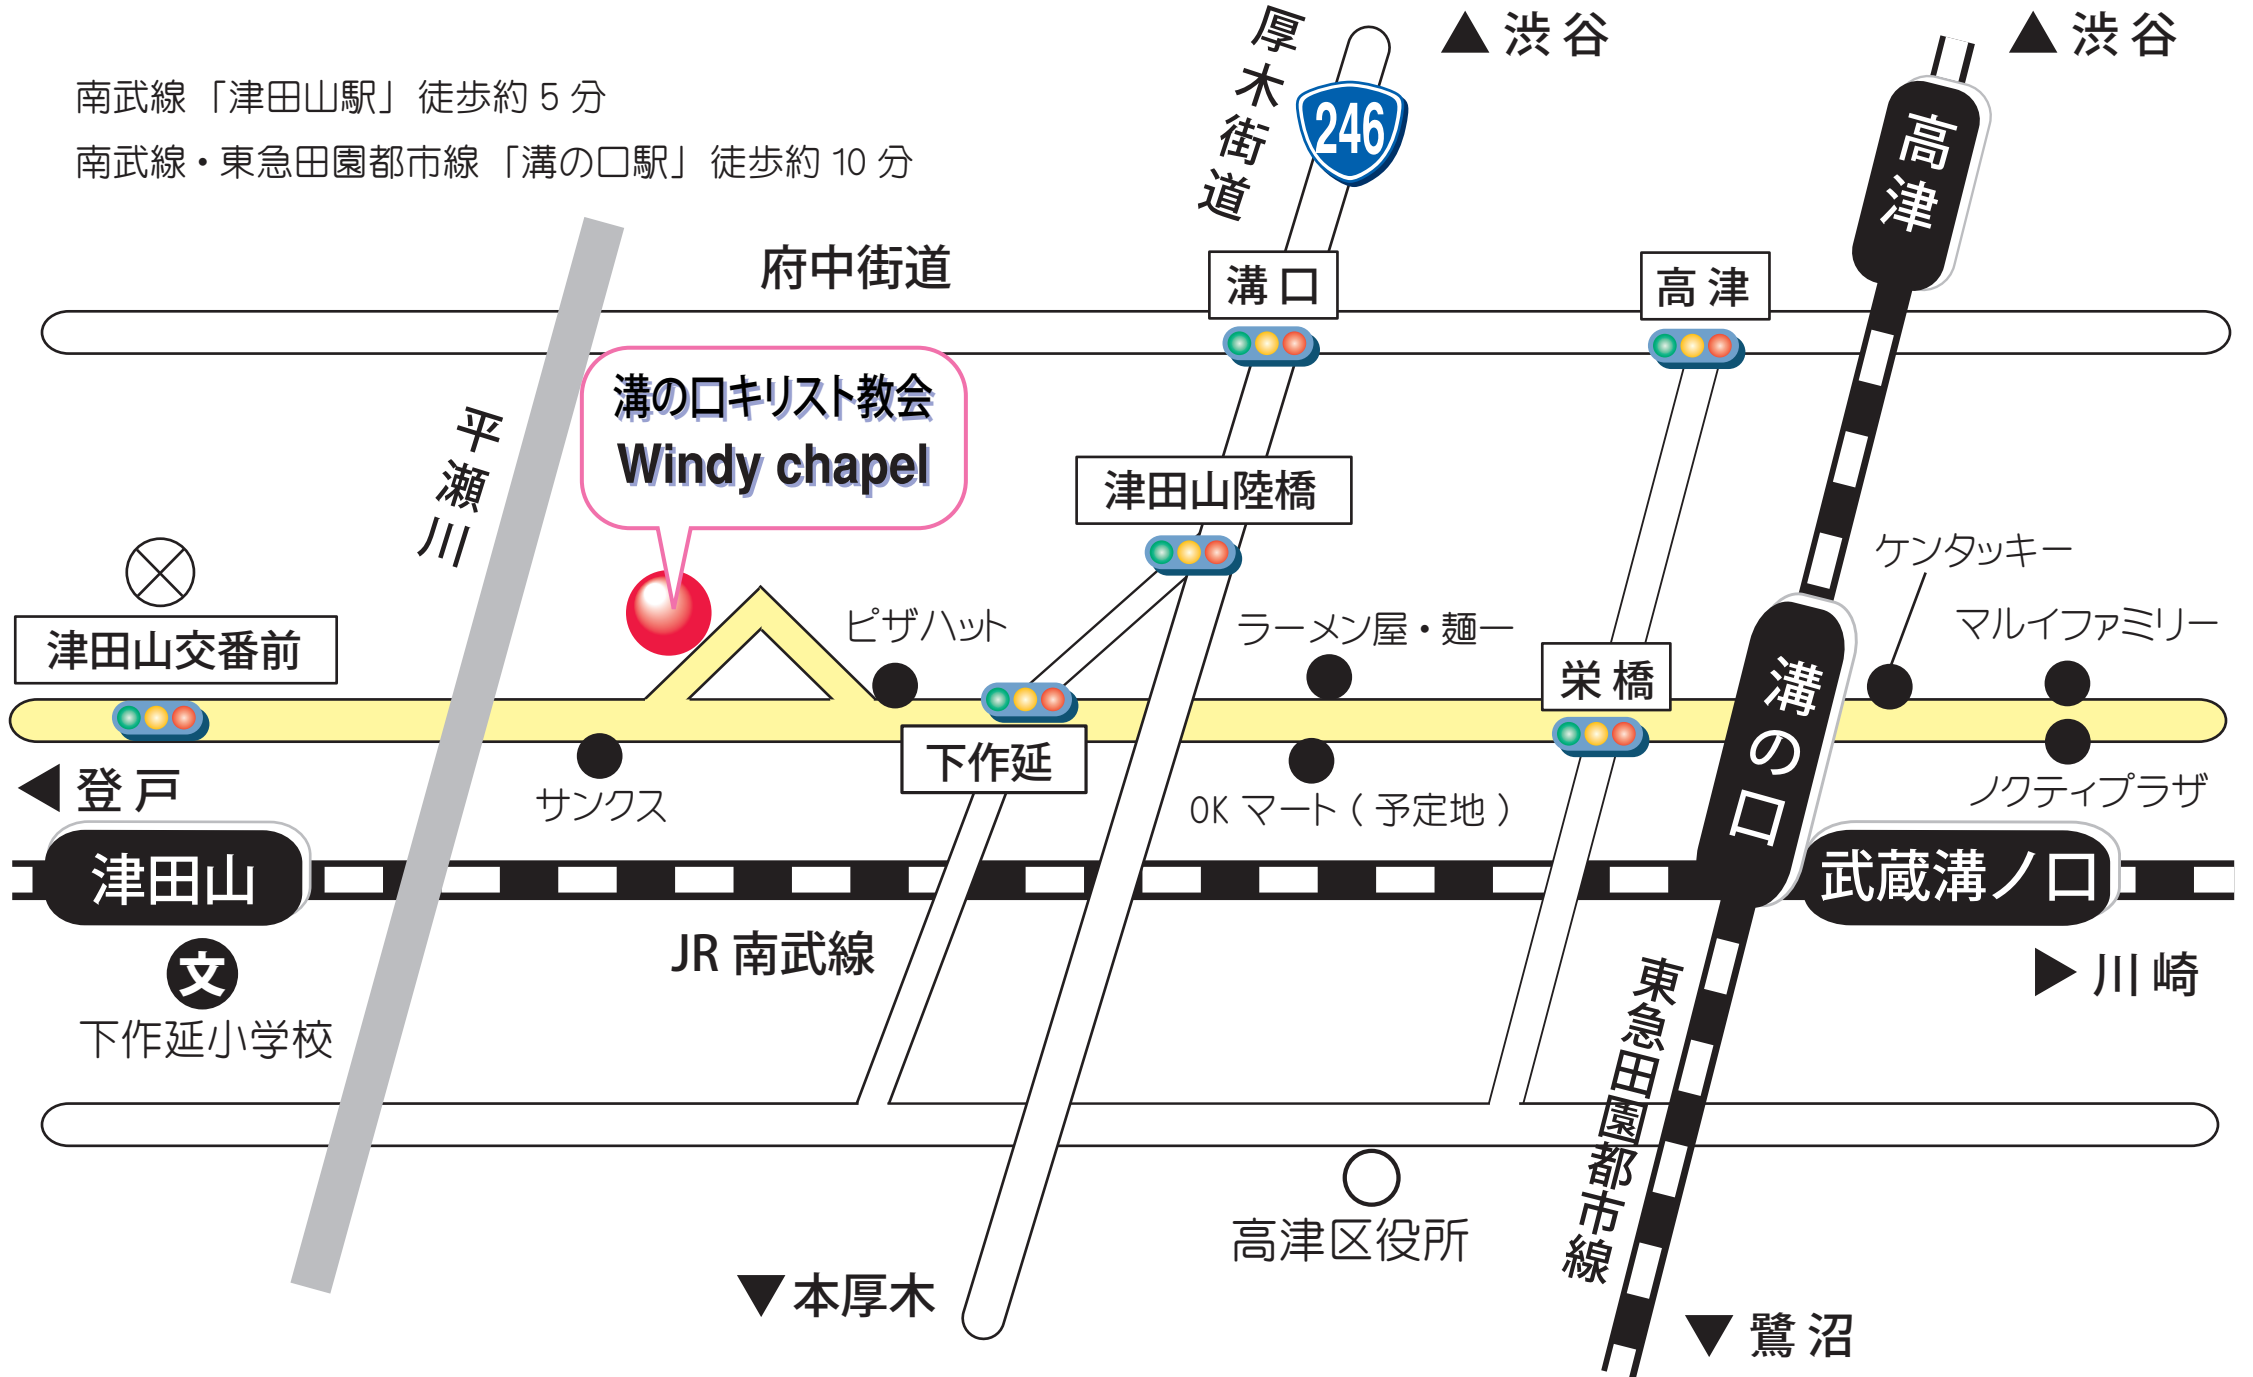 南武線「津田山駅」徒歩約 5 分
南武線・東急田園都市線「溝の口駅」徒歩約 10 分
厚木街道
246
▲ 渋谷
▲ 渋谷
高津
府中街道
溝口
高津
平瀬川
溝の口キリスト教会
Windy chapel
津田山陸橋
津田山交番前
ピザハット
ラーメン屋・麺一
栄橋
ケンタッキー
マルイファミリー
溝の口
下作延
◀ 登戸
サンクス
OK マート ( 予定地 )
ノクティプラザ
津田山
武蔵溝ノ口
JR 南武線
文
下作延小学校
東急田園都市線
▶ 川崎
高津区役所
▼ 本厚木
▼ 鷺沼